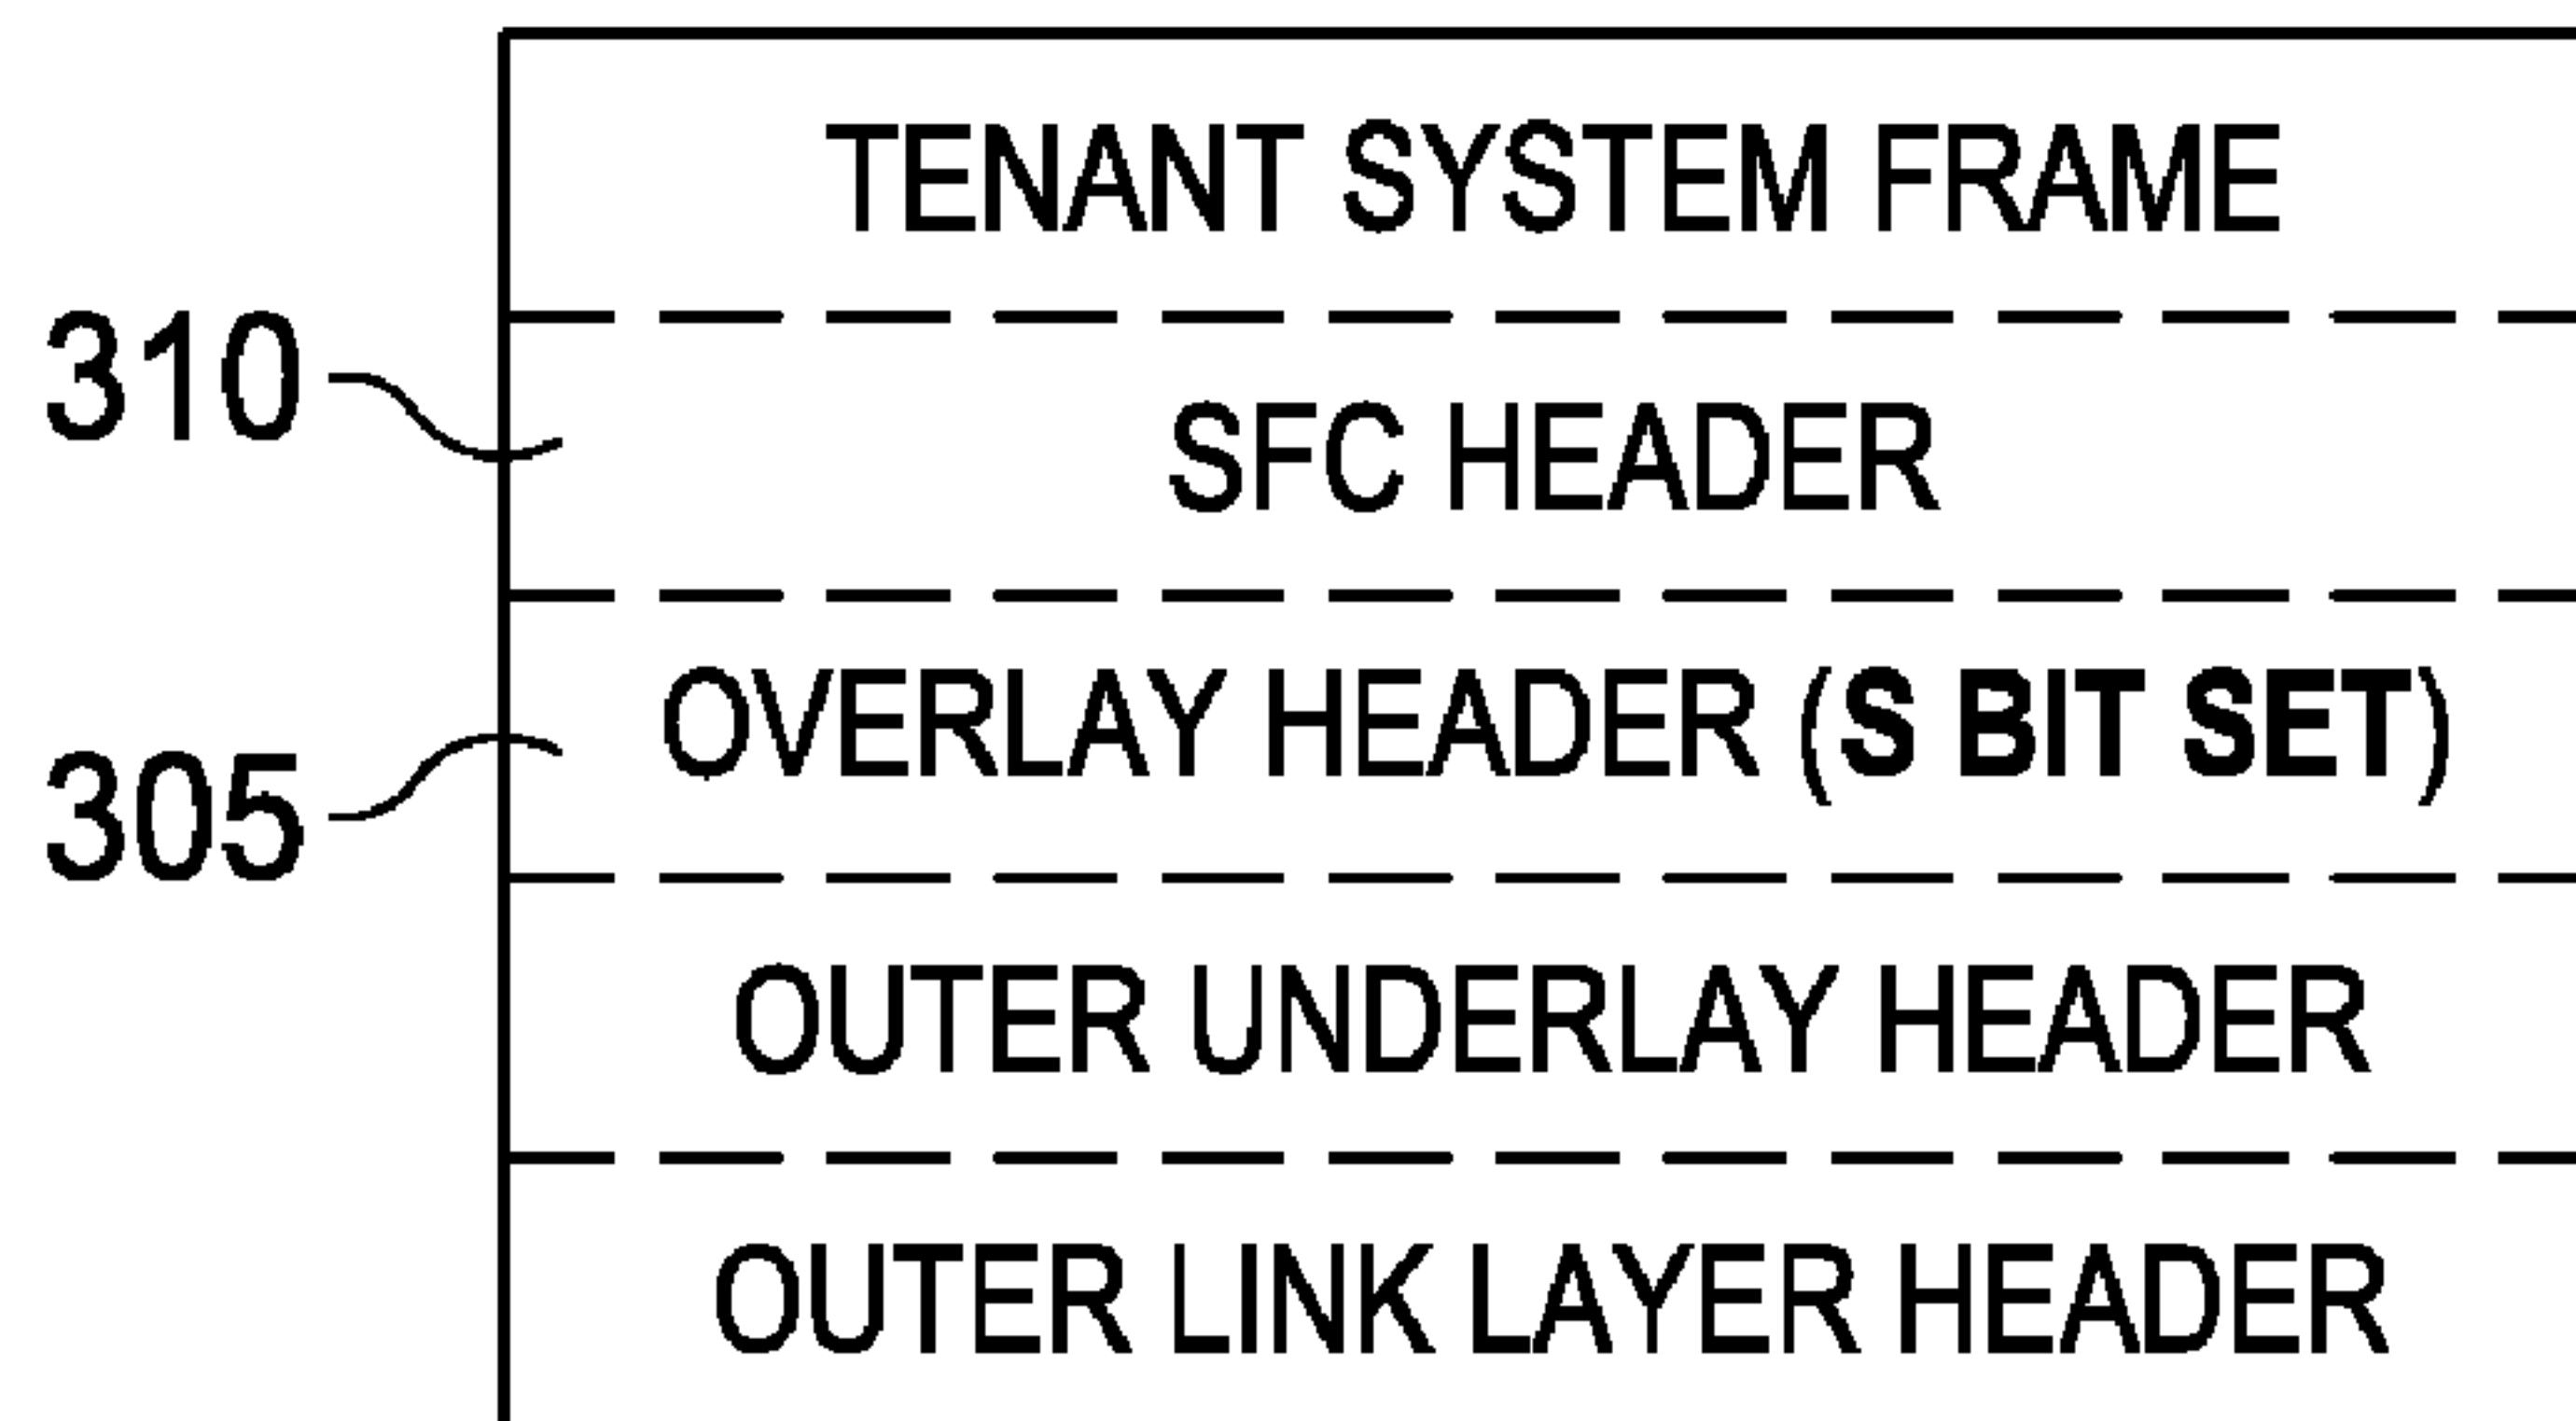 TENANT SYSTEM FRAME
310
SFC HEADER
OVERLAY HEADER (S BIT SET)
305
OUTER UNDERLAY HEADER
OUTER LINK LAYER HEADER